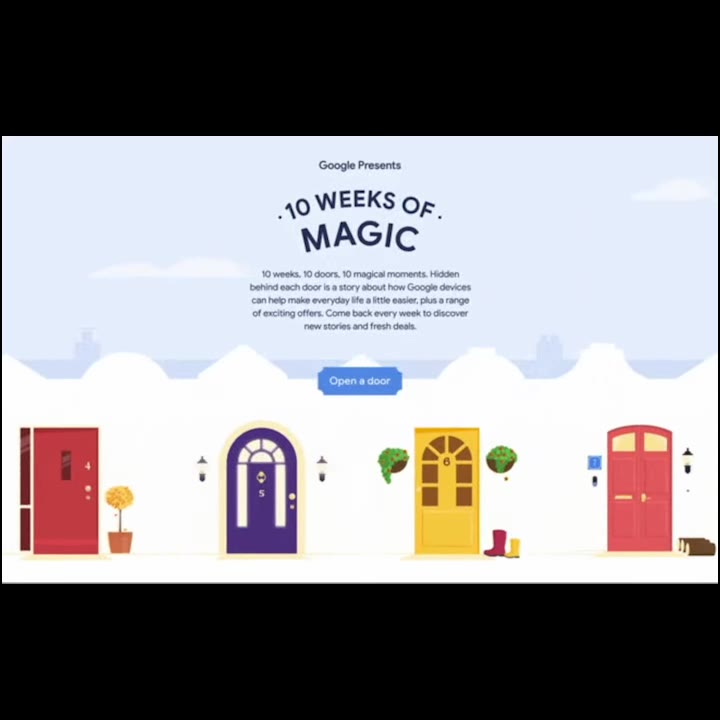 Google Presents
10 WEEKS OF
MAGIC
10 weeks, 10 doors, 10 magical moments. Hidden
behind each door is a story about how Google devices
can help make everyday life a little easier, plus a range
of exciting offers. Come back every week to discover
new stories and fresh deals.
Open a door
4
5
6